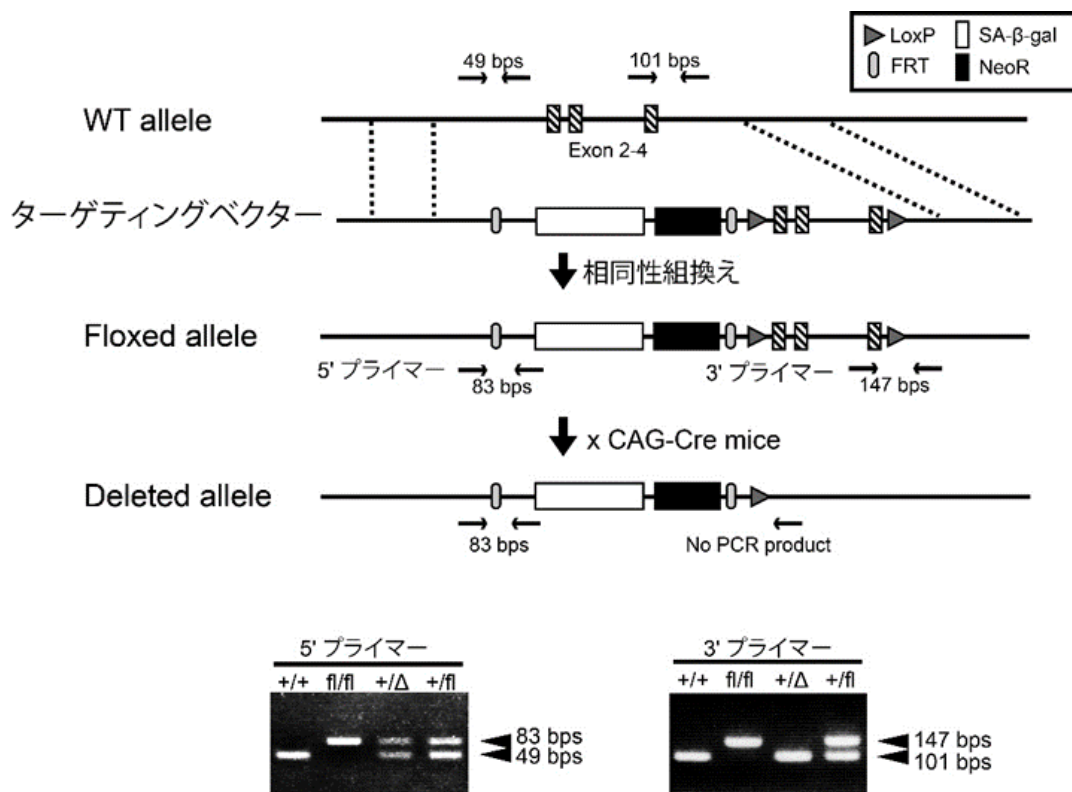 LoxP
SA-β-gal
FRT
NeoR
49 bps
101 bps
WT allele
Exon 2-4
ターゲティングベクター
相同性組換え
Floxed allele
5' プライマー
83 bps
3' プライマー
147 bps
x CAG-Cre mice
Deleted allele
83 bps
No PCR product
5' プライマー
+/+ fl/fl +/Δ +/fl
83 bps
49 bps
3' プライマー
+/+ fl/fl +/Δ +/fl
147 bps
101 bps